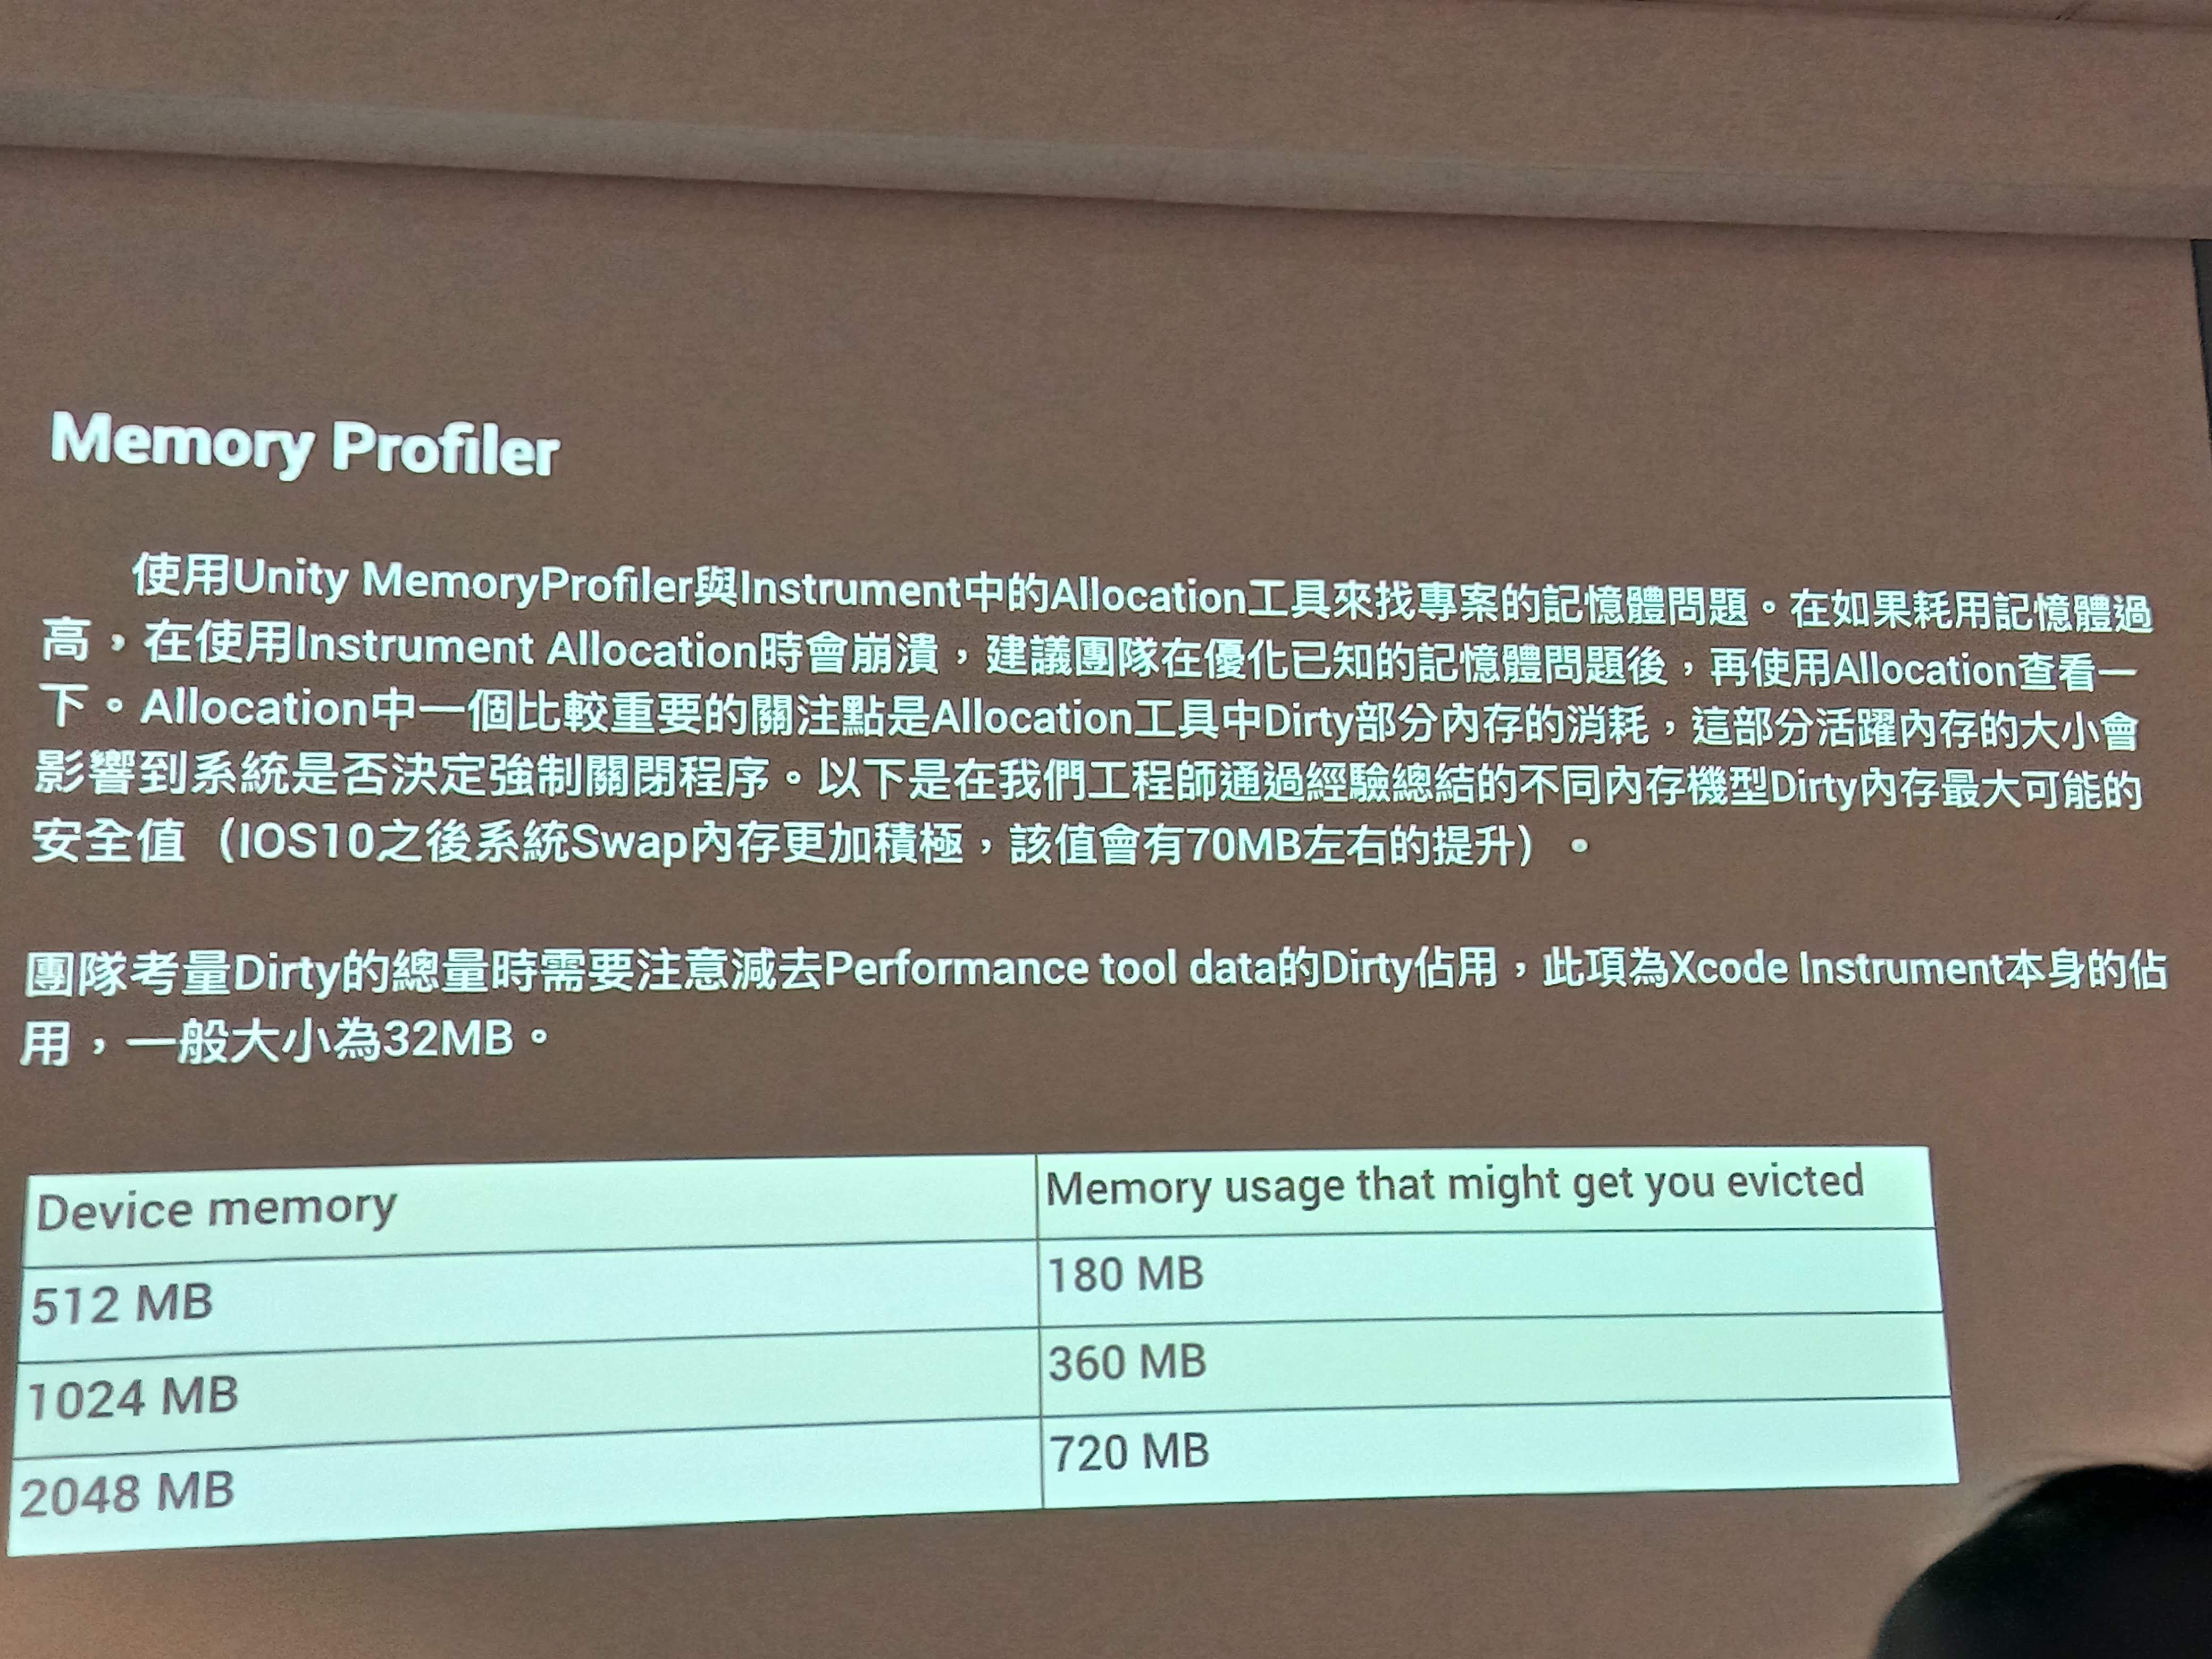 Memory Profiler
使用Unity MemoryProfiler與Instrument中的Allocation工具來找專案的記憶體問題。在如果耗用記憶體過
高，在使用Instrument Allocation時會崩潰，建議團隊在優化已知的記憶體問題後，再使用Allocation查看一
下。Allocation中一個比較重要的關注點是Allocation工具中Dirty部分內存的消耗，這部分活躍內存的大小會
影響到系統是否決定強制關閉程序。以下是在我們工程師通過經驗總結的不同內存機型Dirty內存最大可能的
安全值（IOS10之後系統Swap內存更加積極，該值會有70MB左右的提升）。
團隊考量Dirty的總量時需要注意減去Performance tool data的Dirty佔用，此項為Xcode Instrument本身的佔
用，一般大小為32MB。
Device memory Memory usage that might get you evicted
512 MB 180 MB
1024 MB 360 MB
2048 MB 720 MB